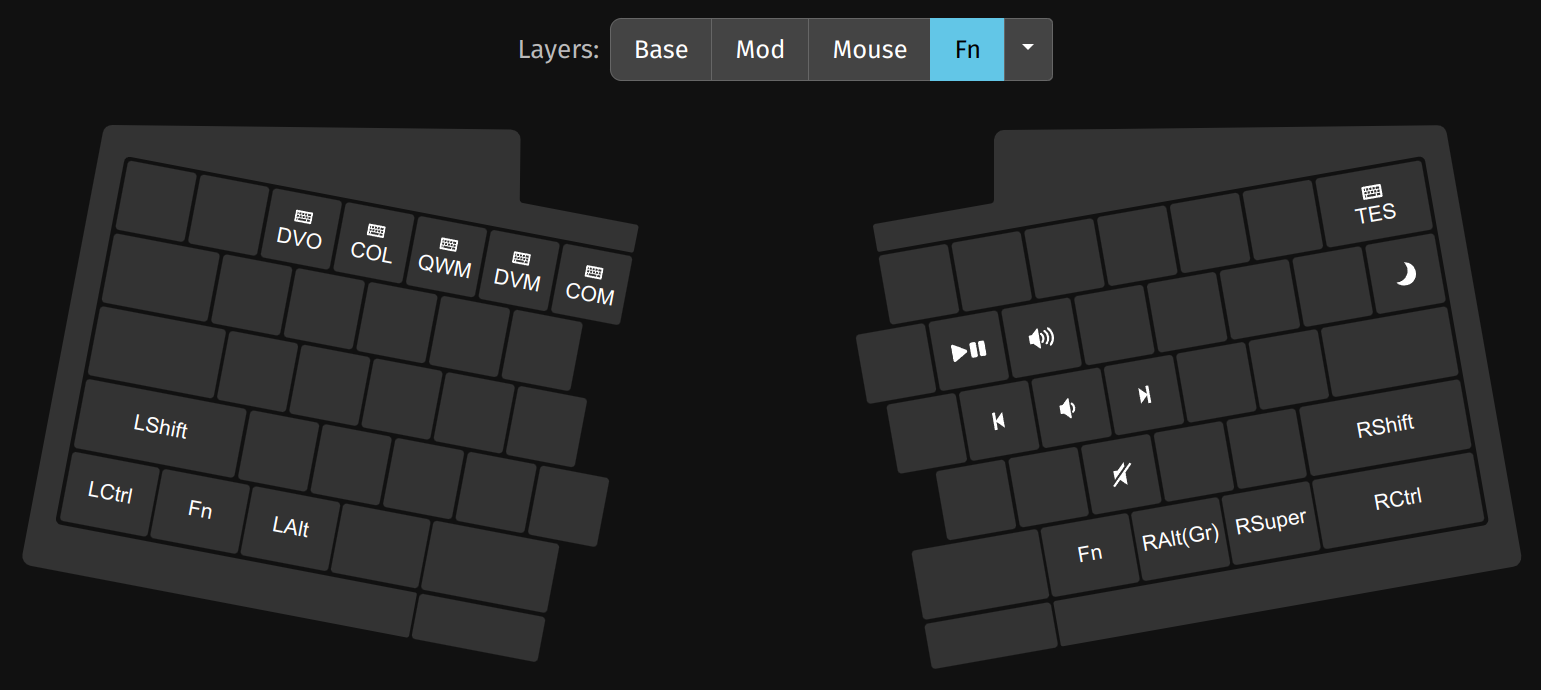 Layers: Base Mod Mouse Fn
DVO
COL
QWM
DVM
COM
TES
LShift
RShift
LCtrl
Fn
LAlt
Fn
RAlt(Gr)
RSuper
RCtrl